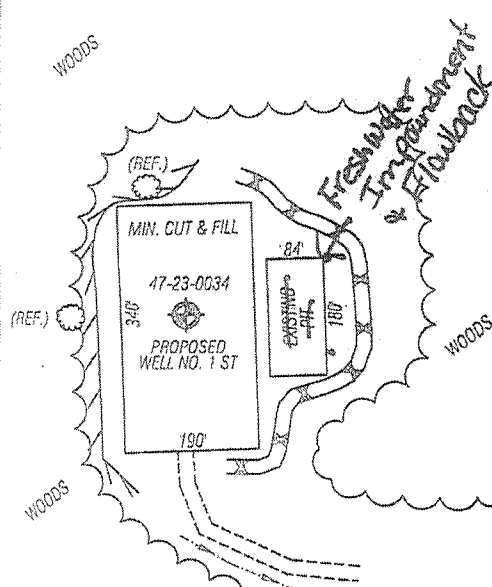 WOODS
Freshwater
Impoundment
& Flowback
(REF.)
MIN. CUT & FILL
84'
47-23-0034
EXISTING
PIT
180'
(REF.)
340'
PROPOSED
WELL NO. 1 ST
WOODS
190'
WOODS